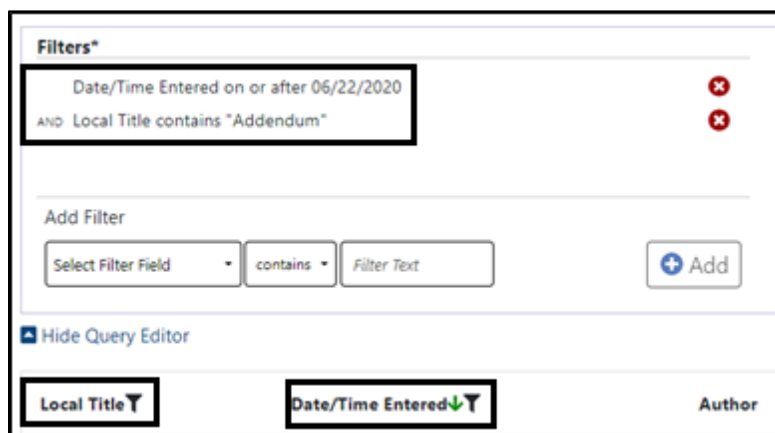 Filters*
Date/Time Entered on or after 06/22/2020
AND Local Title contains "Addendum"
Add Filter
Select Filter Field contains Filter Text Add
Hide Query Editor
Local Title Date/Time Entered Author